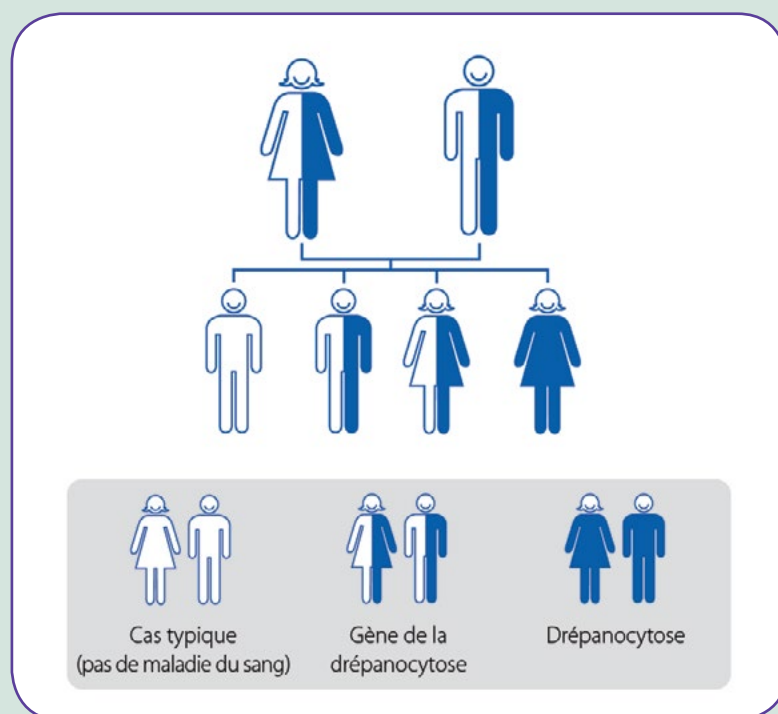 Cas typique
(pas de maladie du sang)
Gène de la
drépanocytose
Drépanocytose